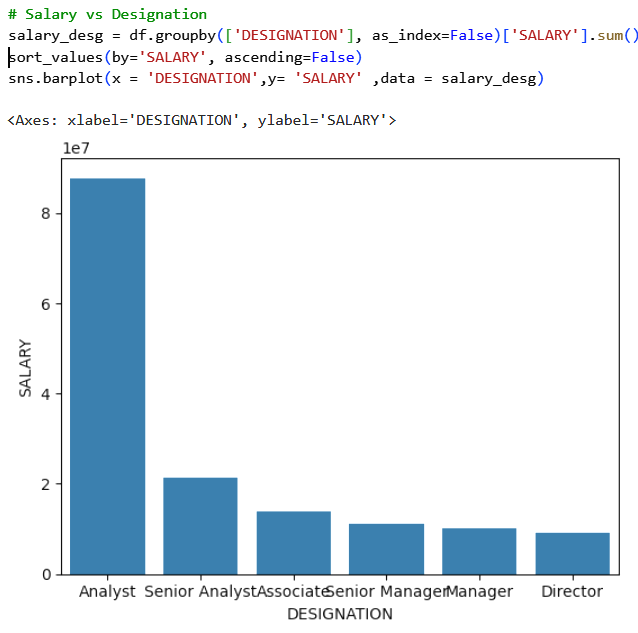 # Salary vs Designation
salary_desg = df.groupby(['DESIGNATION'], as_index=False)['SALARY'].sum()
sort_values(by='SALARY', ascending=False)
sns.barplot(x = 'DESIGNATION',y= 'SALARY' ,data = salary_desg)
<Axes: xlabel='DESIGNATION', ylabel='SALARY'>
1e7
8
6
4
2
0
SALARY
Analyst Senior Analyst Associate Senior Manager Manager Director
DESIGNATION